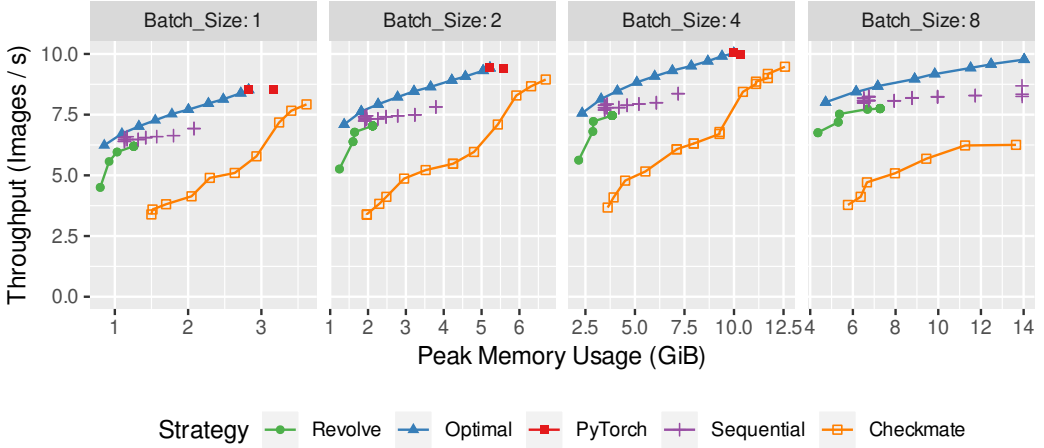 Batch_Size: 1 Batch_Size: 2 Batch_Size: 4 Batch_Size: 8
Throughput (Images / s)
10.0
7.5
5.0
2.5
0.0
1 2 3 1 2 3 4 5 6 2.5 5.0 7.5 10.0 12.5 4 6 8 10 12 14
Peak Memory Usage (GiB)
Strategy Revolve Optimal PyTorch Sequential Checkmate